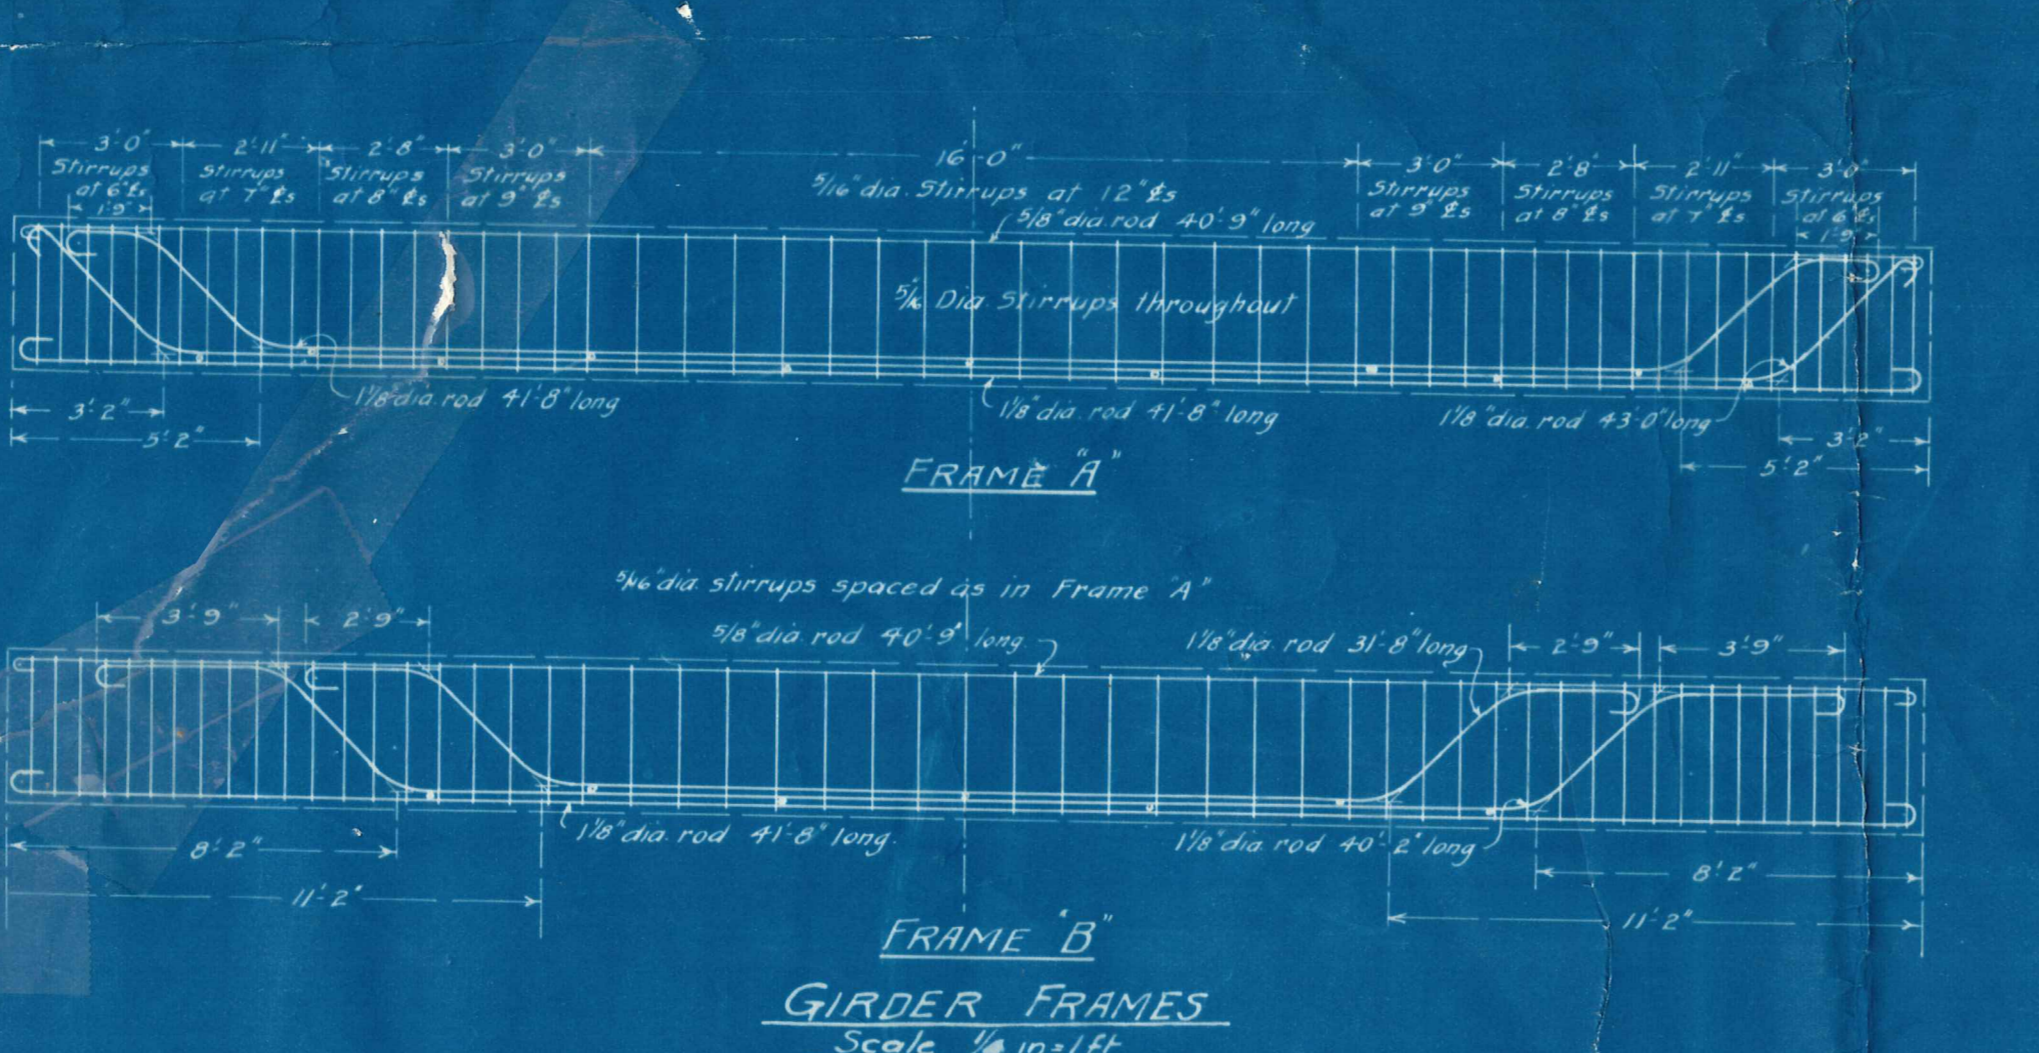 3'-0" 2'-11" 2'-8" 3'-0" 16'-0" 3'-0" 2'-8" 2'-11" 3'-0"
Stirrups at 6" ℄s
Stirrups at 7" ℄s
Stirrups at 8" ℄s
Stirrups at 9" ℄s
5/16" dia. Stirrups at 12" ℄s
Stirrups at 9" ℄s
Stirrups at 8" ℄s
Stirrups at 7" ℄s
Stirrups at 6" ℄s
1'-9"
1'-9"
5/8" dia. rod 40'-9" long
5/16" Dia Stirrups throughout
1 1/8" dia. rod 41'-8" long
1 1/8" dia. rod 41'-8" long
1 1/8" dia. rod 43'-0" long
3'-2"
5'-2"
3'-2"
5'-2"
FRAME "A"
5/16" dia. stirrups spaced as in Frame "A"
3'-9" 2'-9"
5/8" dia. rod 40'-9" long
1 1/8" dia. rod 31'-8" long
2'-9" 3'-9"
1 1/8" dia. rod 41'-8" long.
1 1/8" dia. rod 40'-2" long
8'-2"
11'-2"
8'-2"
11'-2"
FRAME "B"
GIRDER FRAMES
Scale in = 1 ft